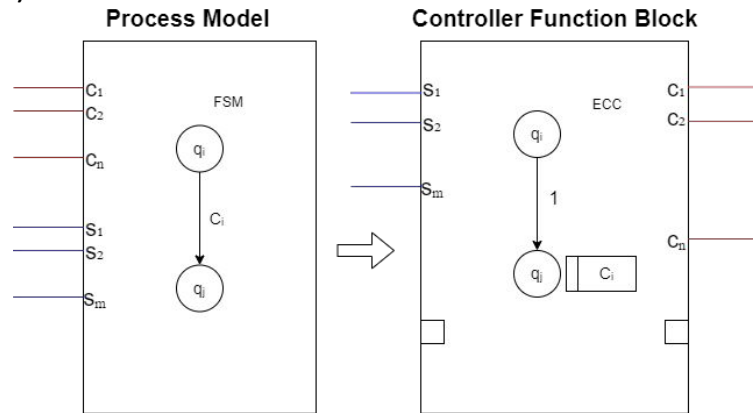 Process Model
C₁
C₂
Cₙ
S₁
S₂
Sₘ
FSM
qᵢ
Cᵢ
qⱼ
Controller Function Block
S₁
S₂
Sₘ
ECC
qᵢ
1
qⱼ
Cᵢ
C₁
C₂
Cₙ